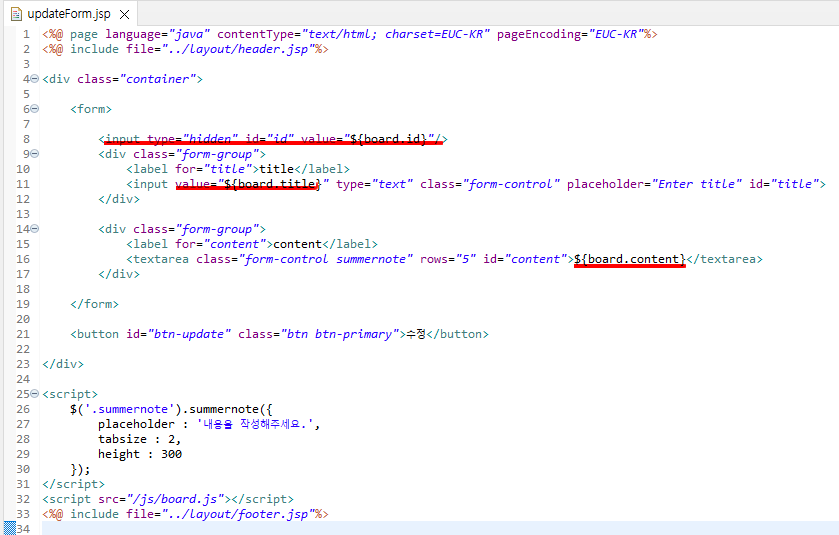 updateForm.jsp
1 <%@ page language="java" contentType="text/html; charset=EUC-KR" pageEncoding="EUC-KR"%>
2 <%@ include file="../layout/header.jsp"%>
3
4 <div class="container">
5
6     <form>
7
8         <input type="hidden" id="id" value="${board.id}"/>
9         <div class="form-group">
10             <label for="title">title</label>
11             <input value="${board.title}" type="text" class="form-control" placeholder="Enter title" id="title">
12         </div>
13
14         <div class="form-group">
15             <label for="content">content</label>
16             <textarea class="form-control summernote" rows="5" id="content">${board.content}</textarea>
17         </div>
18
19     </form>
20
21     <button id="btn-update" class="btn btn-primary">수정</button>
22
23 </div>
24
25 <script>
26     $('.summernote').summernote({
27         placeholder : '내용을 작성해주세요.',
28         tabsize : 2,
29         height : 300
30     });
31 </script>
32 <script src="/js/board.js"></script>
33 <%@ include file="../layout/footer.jsp"%>
34